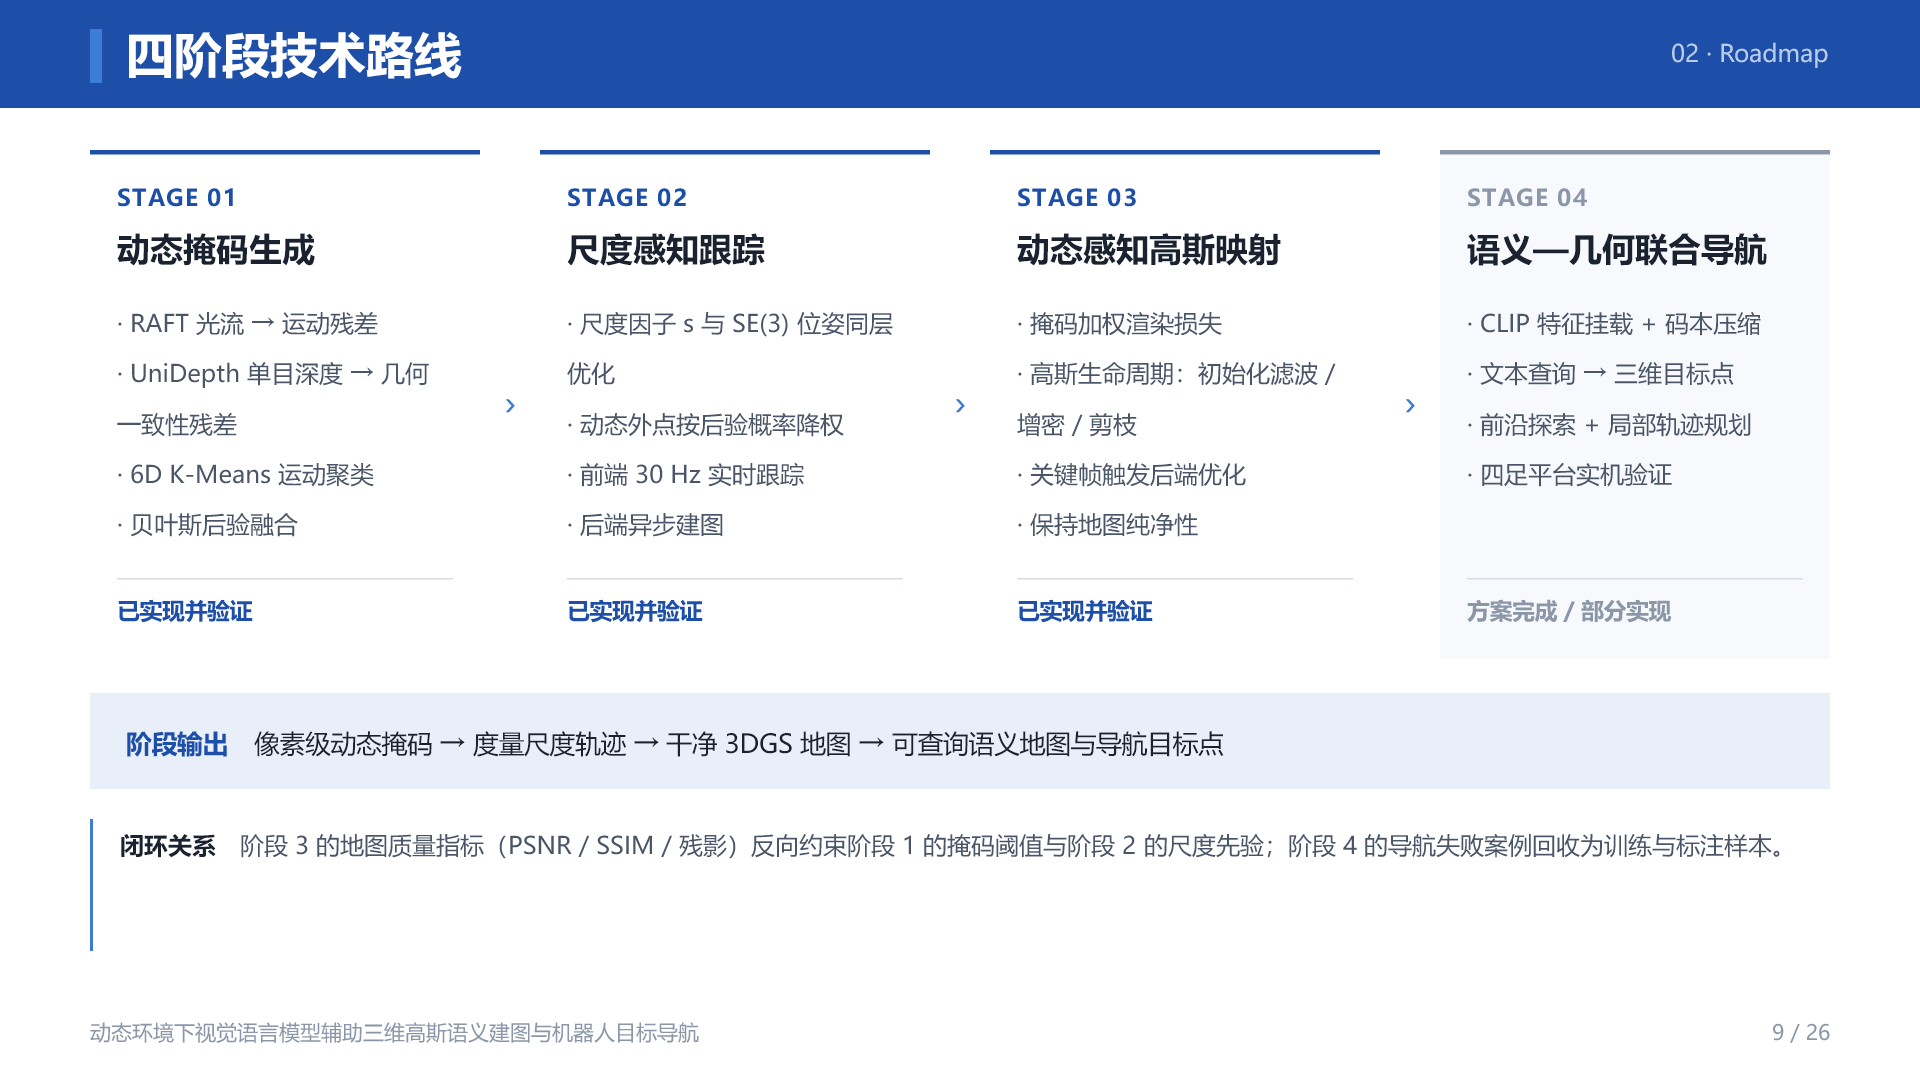 四阶段技术路线
02 · Roadmap
STAGE 01
动态掩码生成
· RAFT 光流 → 运动残差
· UniDepth 单目深度 → 几何
一致性残差
· 6D K-Means 运动聚类
· 贝叶斯后验融合
已实现并验证
›
STAGE 02
尺度感知跟踪
· 尺度因子 s 与 SE(3) 位姿同层
优化
· 动态外点按后验概率降权
· 前端 30 Hz 实时跟踪
· 后端异步建图
已实现并验证
›
STAGE 03
动态感知高斯映射
· 掩码加权渲染损失
· 高斯生命周期：初始化滤波 /
增密 / 剪枝
· 关键帧触发后端优化
· 保持地图纯净性
已实现并验证
›
STAGE 04
语义—几何联合导航
· CLIP 特征挂载 + 码本压缩
· 文本查询 → 三维目标点
· 前沿探索 + 局部轨迹规划
· 四足平台实机验证
方案完成 / 部分实现
阶段输出 像素级动态掩码 → 度量尺度轨迹 → 干净 3DGS 地图 → 可查询语义地图与导航目标点
闭环关系 阶段 3 的地图质量指标（PSNR / SSIM / 残影）反向约束阶段 1 的掩码阈值与阶段 2 的尺度先验；阶段 4 的导航失败案例回收为训练与标注样本。
动态环境下视觉语言模型辅助三维高斯语义建图与机器人目标导航
9 / 26